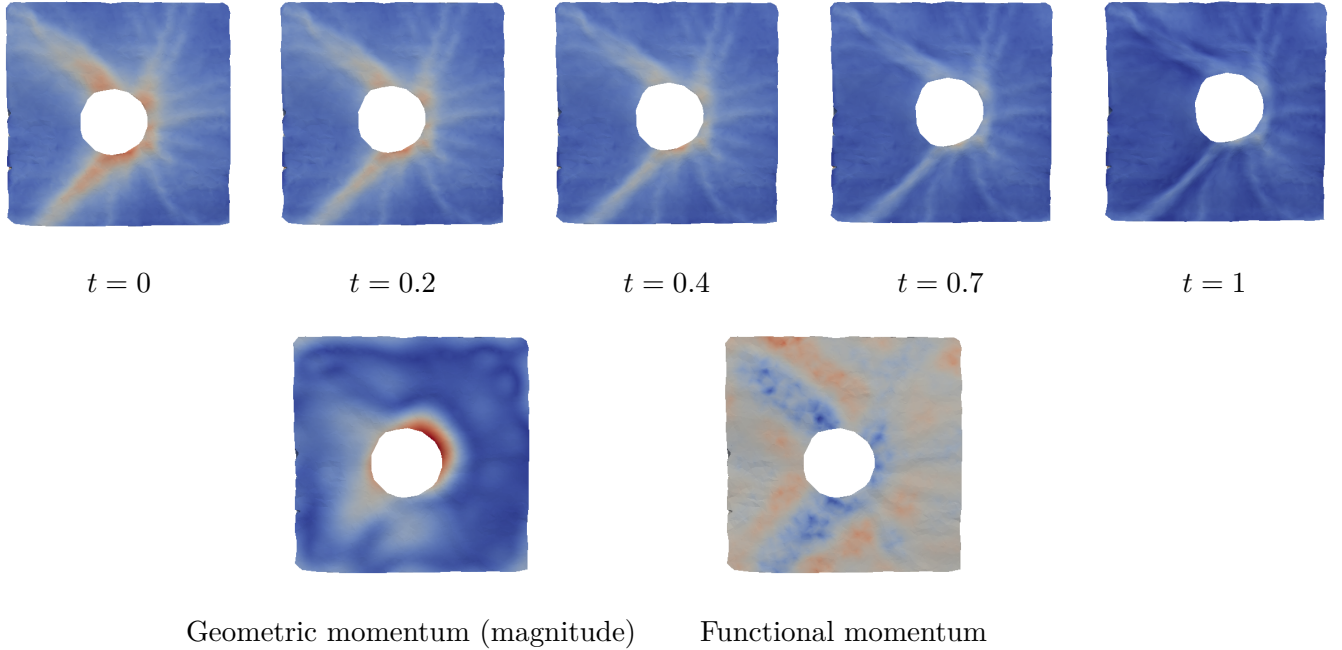 t = 0 t = 0.2 t = 0.4 t = 0.7 t = 1
Geometric momentum (magnitude) Functional momentum